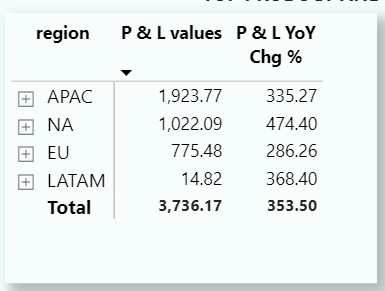 region P & L values P & L YoY
Chg %
APAC 1,923.77 335.27
NA 1,022.09 474.40
EU 775.48 286.26
LATAM 14.82 368.40
Total 3,736.17 353.50